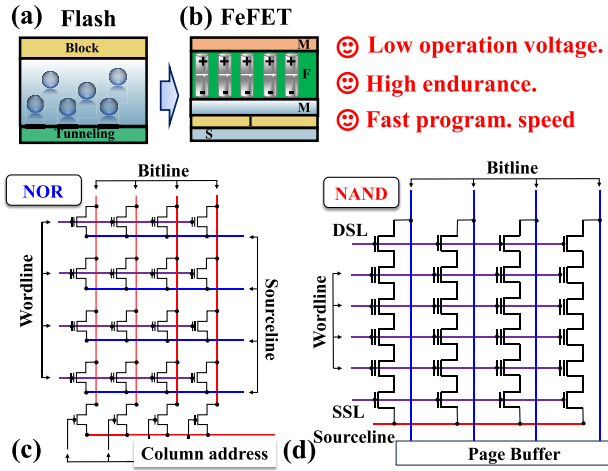 (a) Flash
Block
Tunneling
(b) FeFET
M
+ + + + +
F
- - - - -
M
I
S
Low operation voltage.
High endurance.
Fast program. speed
NOR
Bitline
Wordline
Sourceline
Column address
(c)
NAND
Bitline
DSL
Wordline
SSL
Sourceline
Page Buffer
(d)